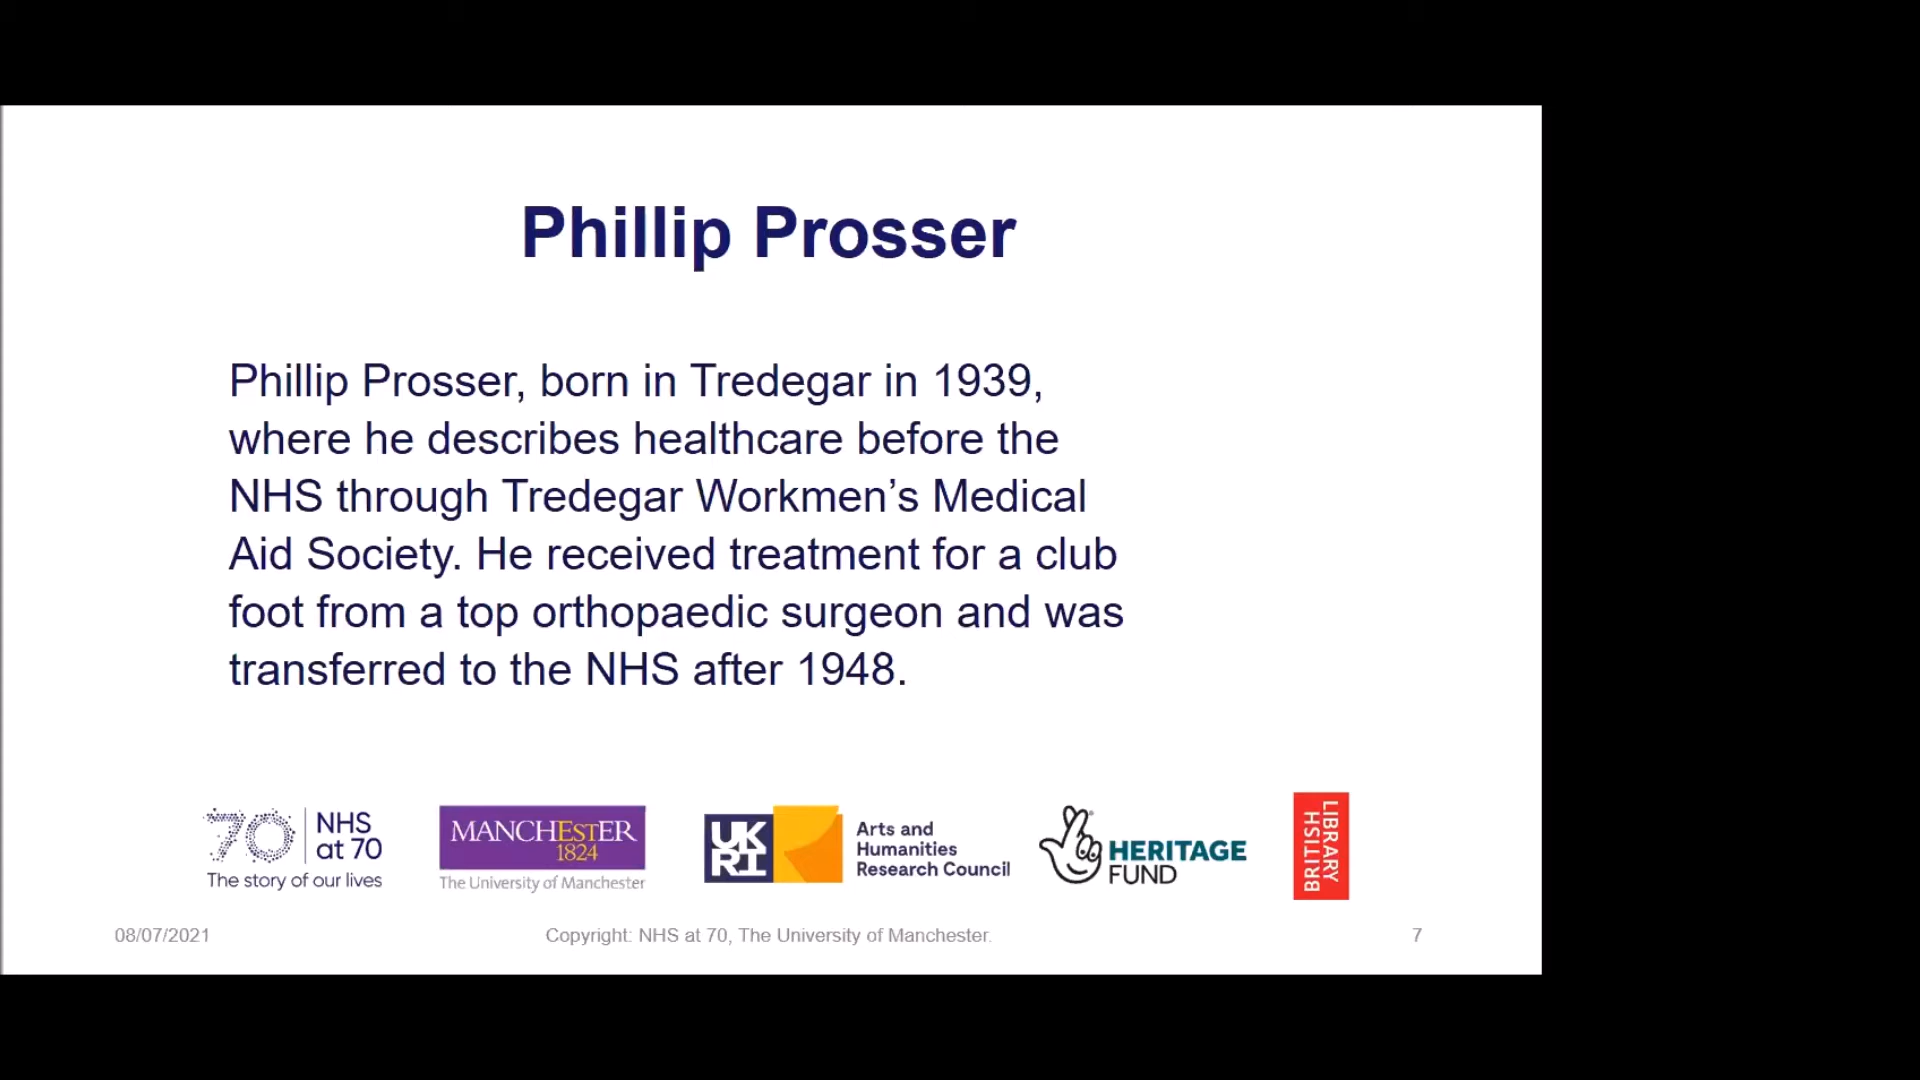 Phillip Prosser
Phillip Prosser, born in Tredegar in 1939,
where he describes healthcare before the
NHS through Tredegar Workmen’s Medical
Aid Society. He received treatment for a club
foot from a top orthopaedic surgeon and was
transferred to the NHS after 1948.
70
NHS
at 70
The story of our lives
MANCHESTER
1824
The University of Manchester
UK
RI
Arts and
Humanities
Research Council
HERITAGE
FUND
BRITISH
LIBRARY
08/07/2021
Copyright: NHS at 70, The University of Manchester.
7